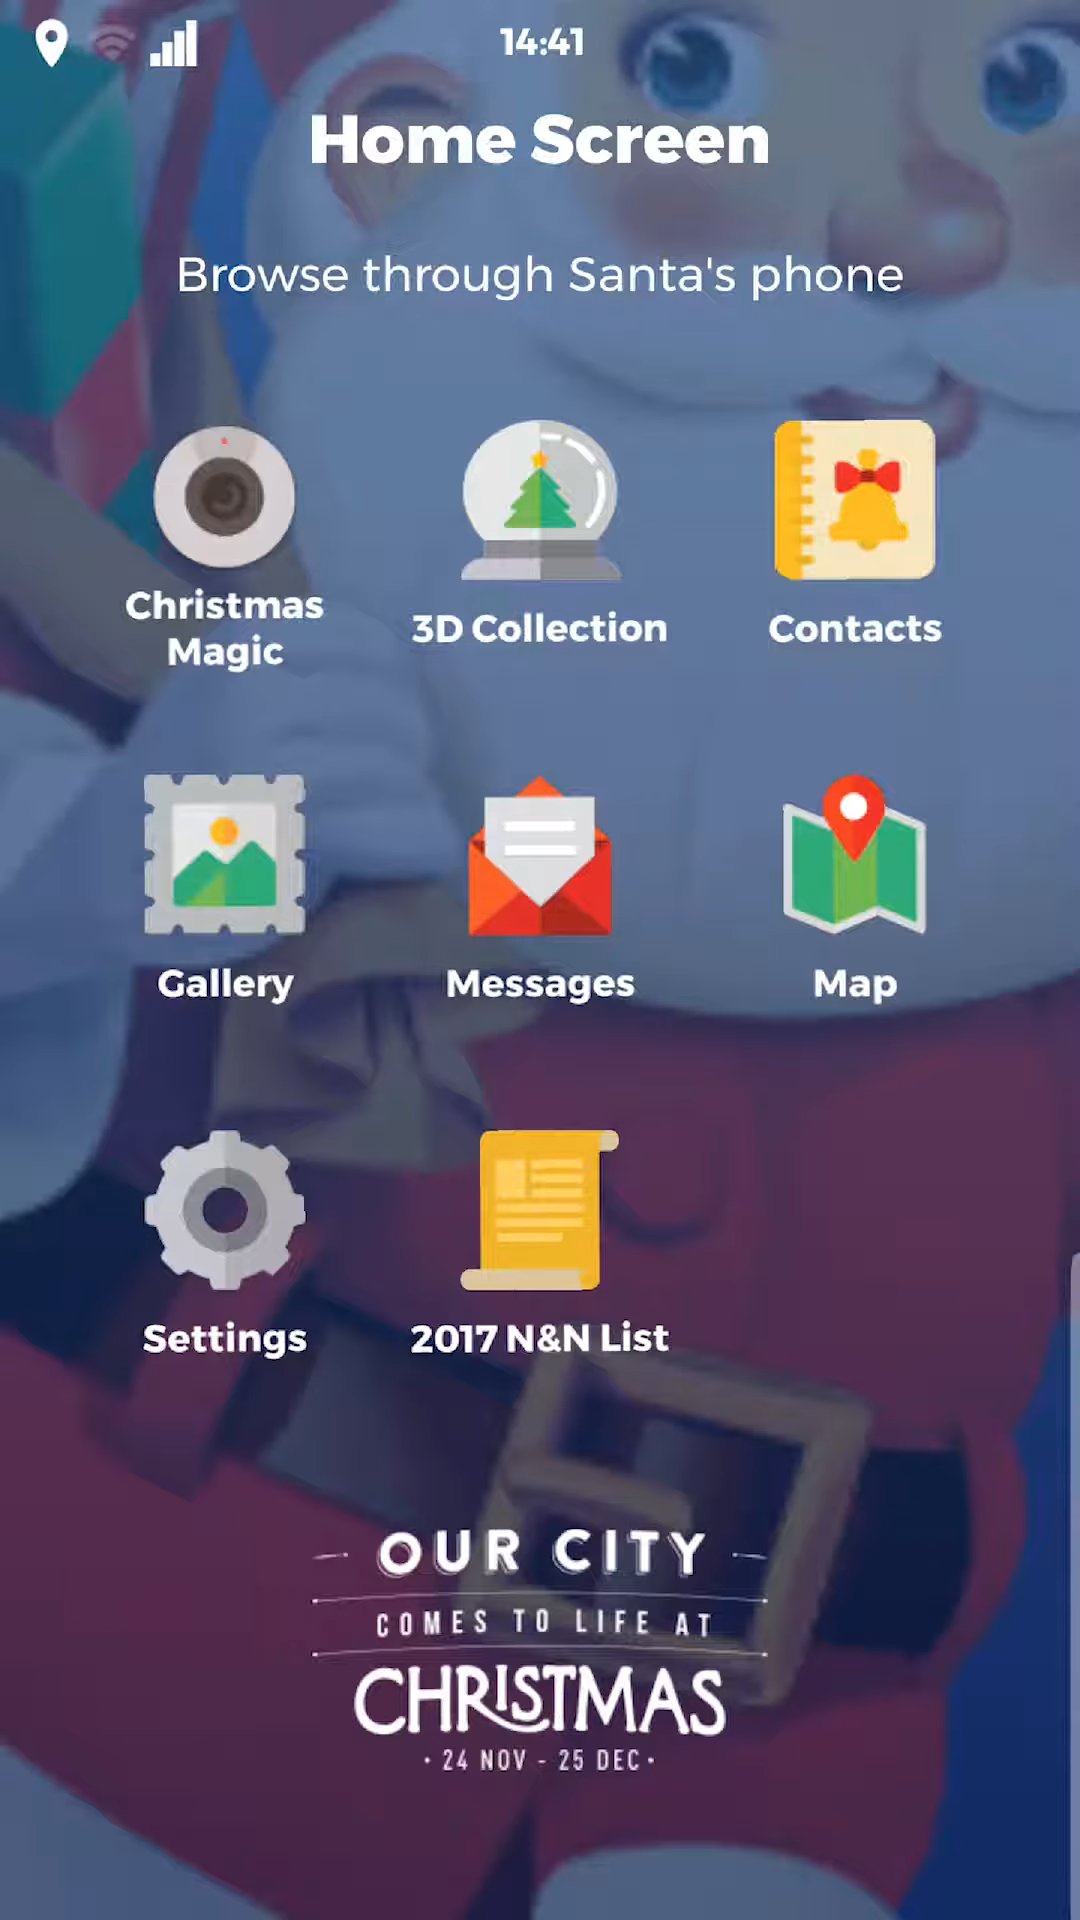 14:41
Home Screen
Browse through Santa's phone
Christmas
Magic
3D Collection
Contacts
Gallery
Messages
Map
Settings
2017 N&N List
OUR CITY
COMES TO LIFE AT
CHRISTMAS
· 24 NOV - 25 DEC ·